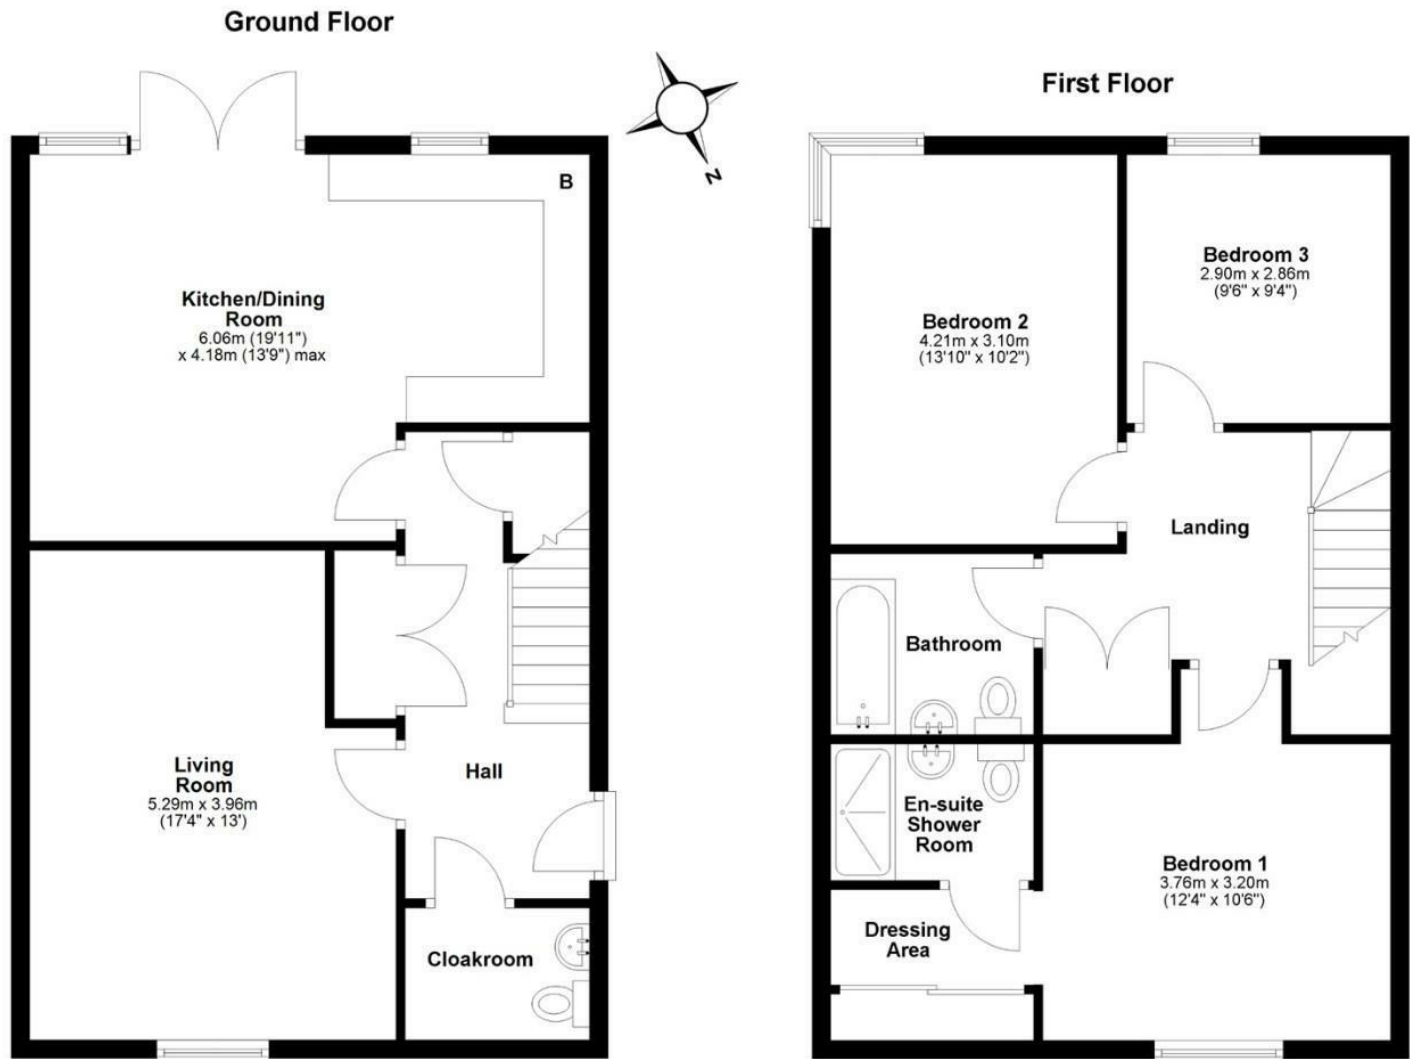 Ground Floor
Kitchen/Dining
Room
6.06m (19'11")
x 4.18m (13'9") max
B
Living
Room
5.29m x 3.96m
(17'4" x 13')
Hall
Cloakroom
N
First Floor
Bedroom 2
4.21m x 3.10m
(13'10" x 10'2")
Bedroom 3
2.90m x 2.86m
(9'6" x 9'4")
Landing
Bathroom
En-suite
Shower
Room
Bedroom 1
3.76m x 3.20m
(12'4" x 10'6")
Dressing
Area